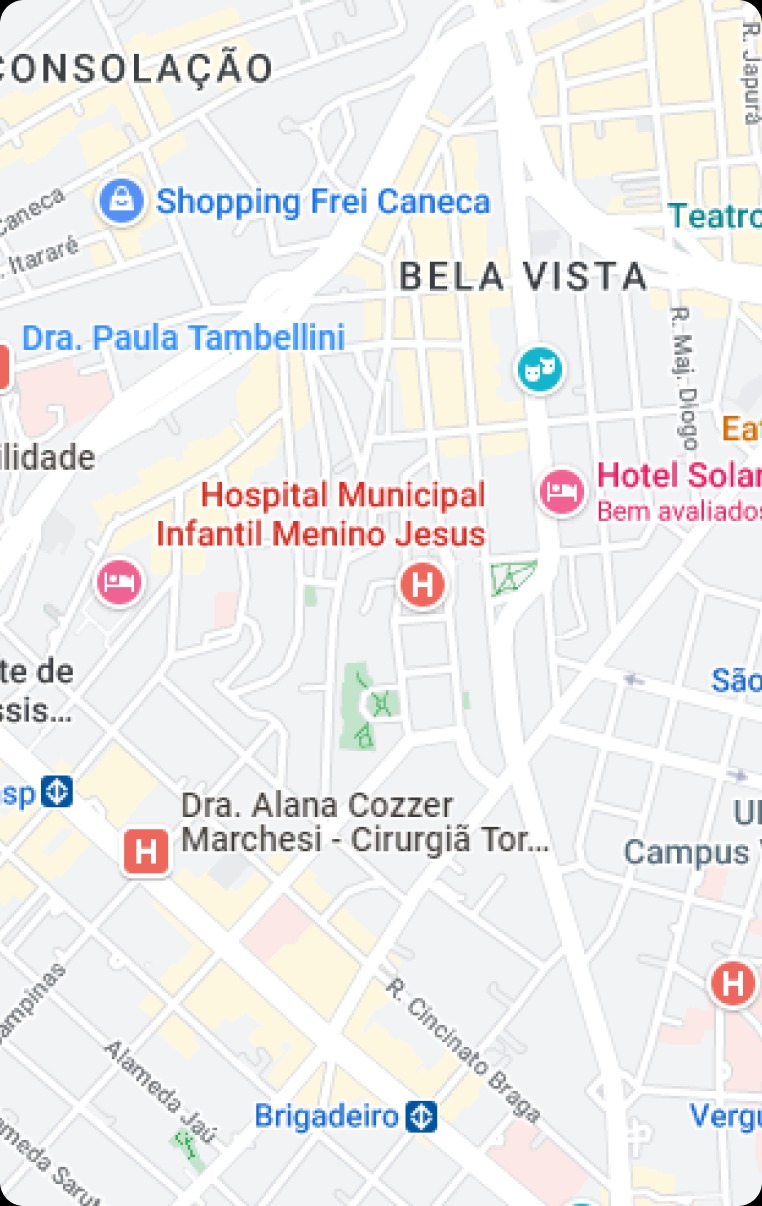 CONSOLAÇÃO
R. Japurá
Caneca
Shopping Frei Caneca
. Itararé
Teatro
BELA VISTA
Dra. Paula Tambellini
R. Maj. Diogo
Eat
ilidade
Hotel Solar
Bem avaliados
Hospital Municipal
Infantil Menino Jesus
H
te de
ssis...
São
asp
Dra. Alana Cozzer
Marchesi - Cirurgiã Tor...
H
Campus V
H
Campinas
R. Cincinato Braga
Alameda Jaú
Brigadeiro
Vergu
ameda Sarut